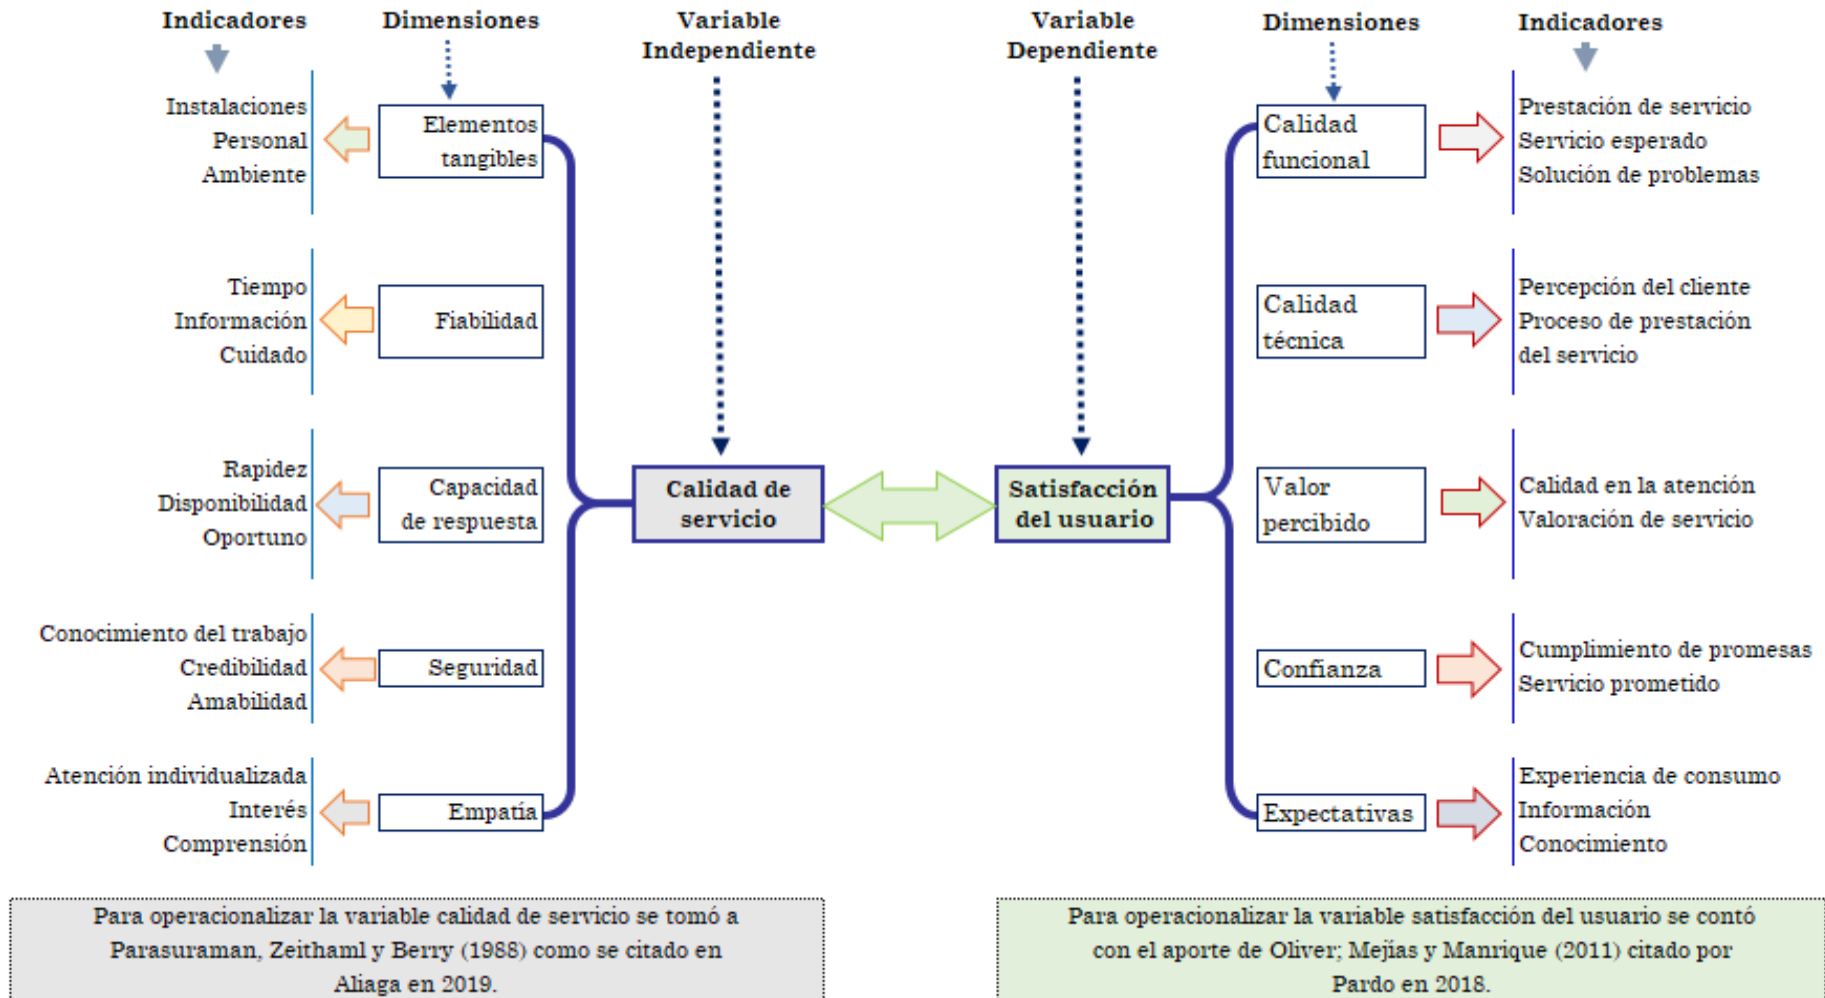 Indicadores
Dimensiones
Variable
Independiente
Variable
Dependiente
Dimensiones
Indicadores
Instalaciones
Personal
Ambiente
Elementos
tangibles
Calidad
funcional
Prestación de servicio
Servicio esperado
Solución de problemas
Tiempo
Información
Cuidado
Fiabilidad
Calidad
técnica
Percepción del cliente
Proceso de prestación
del servicio
Rapidez
Disponibilidad
Oportuno
Capacidad
de respuesta
Calidad de
servicio
Satisfacción
del usuario
Valor
percibido
Calidad en la atención
Valoración de servicio
Conocimiento del trabajo
Credibilidad
Amabilidad
Seguridad
Confianza
Cumplimiento de promesas
Servicio prometido
Atención individualizada
Interés
Comprensión
Empatía
Expectativas
Experiencia de consumo
Información
Conocimiento
Para operacionalizar la variable calidad de servicio se tomó a
Parasuraman, Zeithaml y Berry (1988) como se citado en
Aliaga en 2019.
Para operacionalizar la variable satisfacción del usuario se contó
con el aporte de Oliver; Mejías y Manrique (2011) citado por
Pardo en 2018.